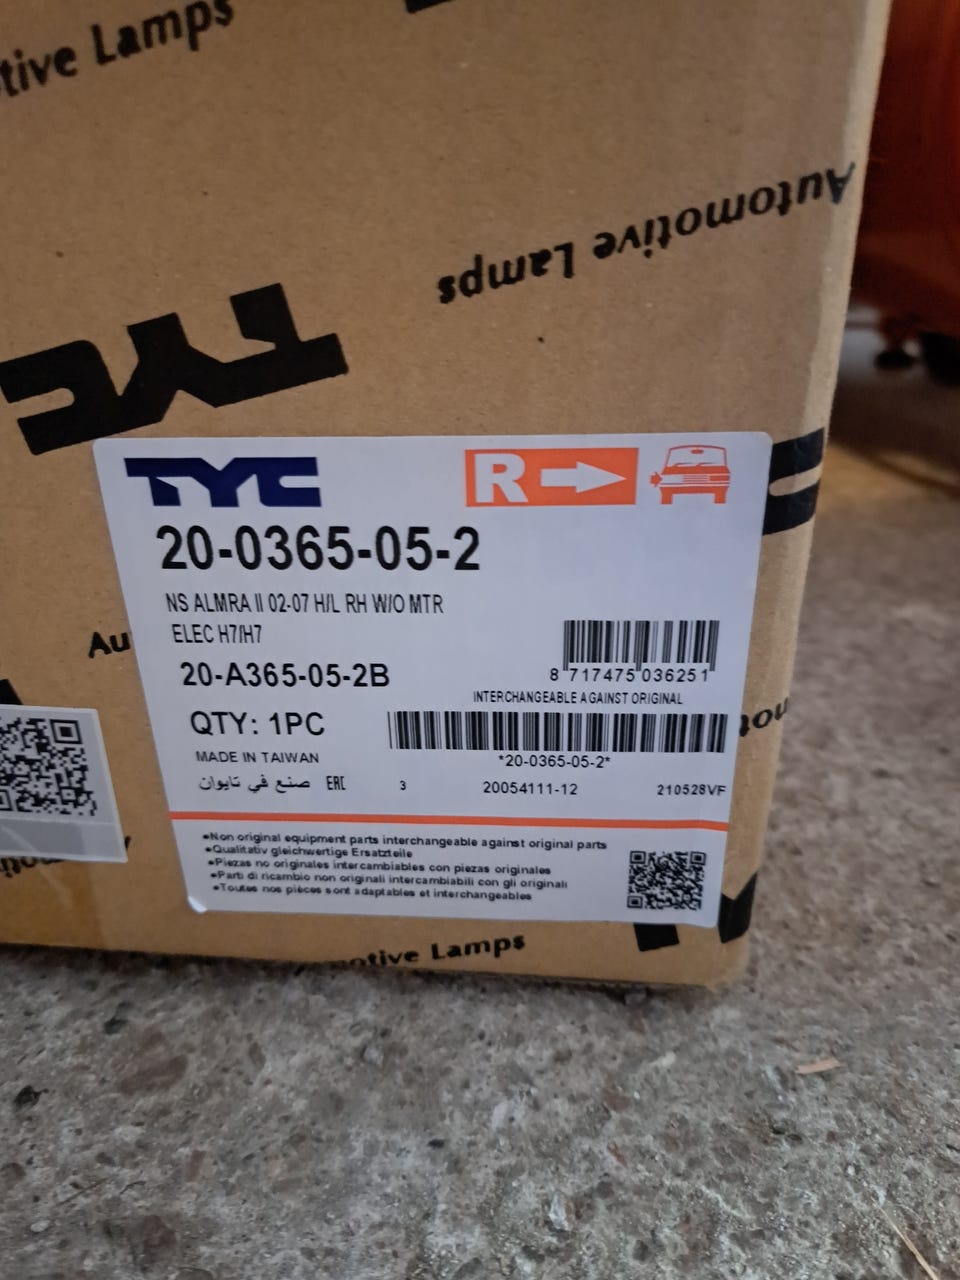 tive Lamps
Automotive Lamps
TYC
TYC
R
20-0365-05-2
NS ALMRA II 02-07 H/L RH W/O MTR
ELEC H7/H7
20-A365-05-2B
8 717475 036251
INTERCHANGEABLE AGAINST ORIGINAL
QTY: 1PC
*20-0365-05-2*
MADE IN TAIWAN
صنع في تايوان EAC
3 20054111-12 210528VF
•Non original equipment parts interchangeable against original parts
•Qualitativ gleichwertige Ersatzteile
•Piezas no originales intercambiables con piezas originales
•Parti di ricambio non originali intercambiabili con gli originali
•Toutes nos pièces sont adaptables et interchangeables
Au
motive Lamps